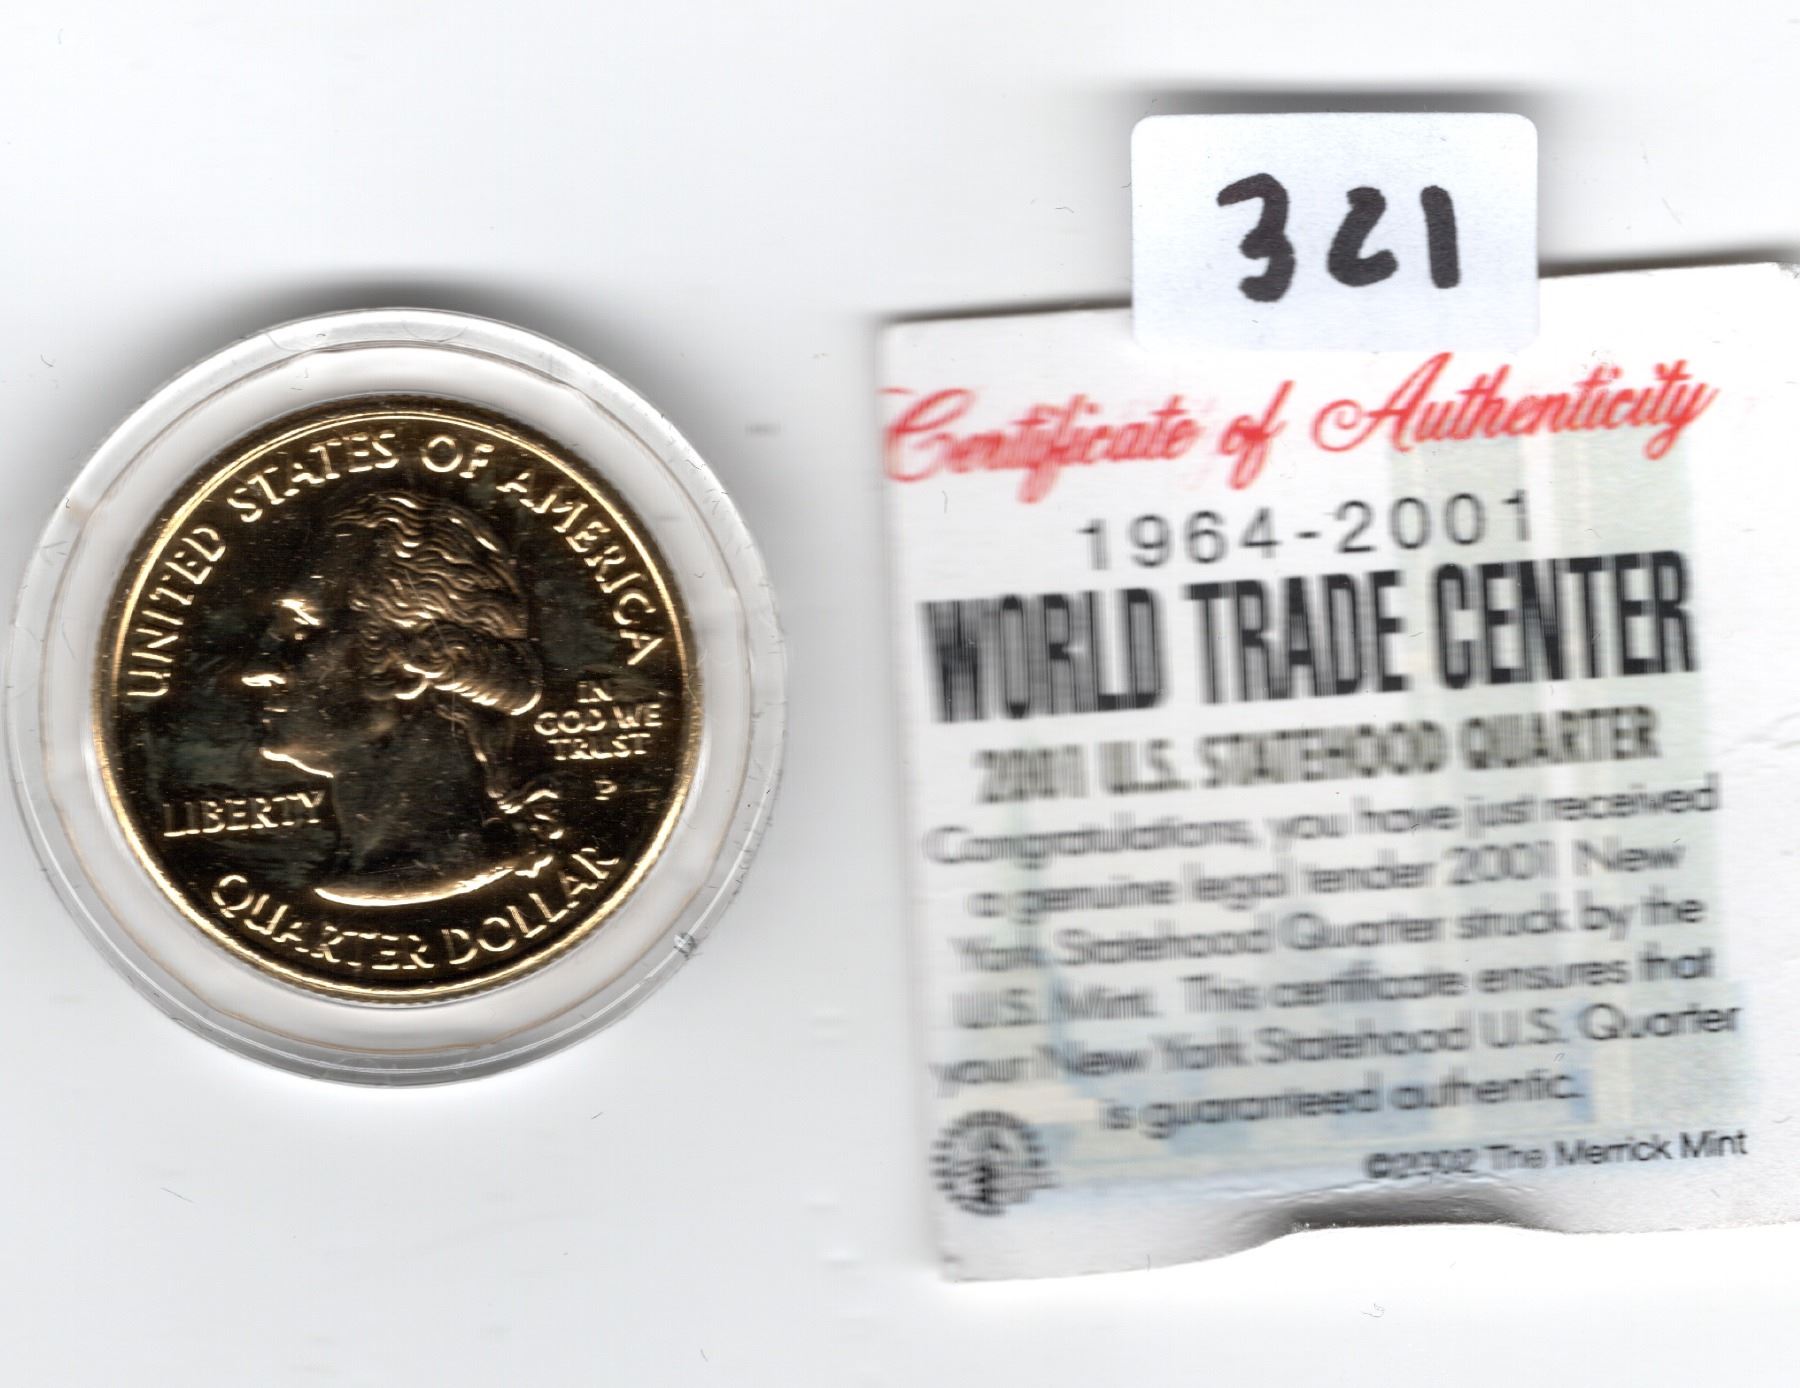 UNITED STATES OF AMERICA
IN
GOD WE
TRUST
P
LIBERTY
QUARTER DOLLAR
321
Certificate of Authenticity
1964-2001
WORLD TRADE CENTER
2001 U.S. STATEHOOD QUARTER
Congratulations, you have just received
a genuine legal tender 2001 New
York Statehood Quarter struck by the
U.S. Mint. This certificate ensures that
your New York Statehood U.S. Quarter
is guaranteed authentic.
©2002 The Merrick Mint